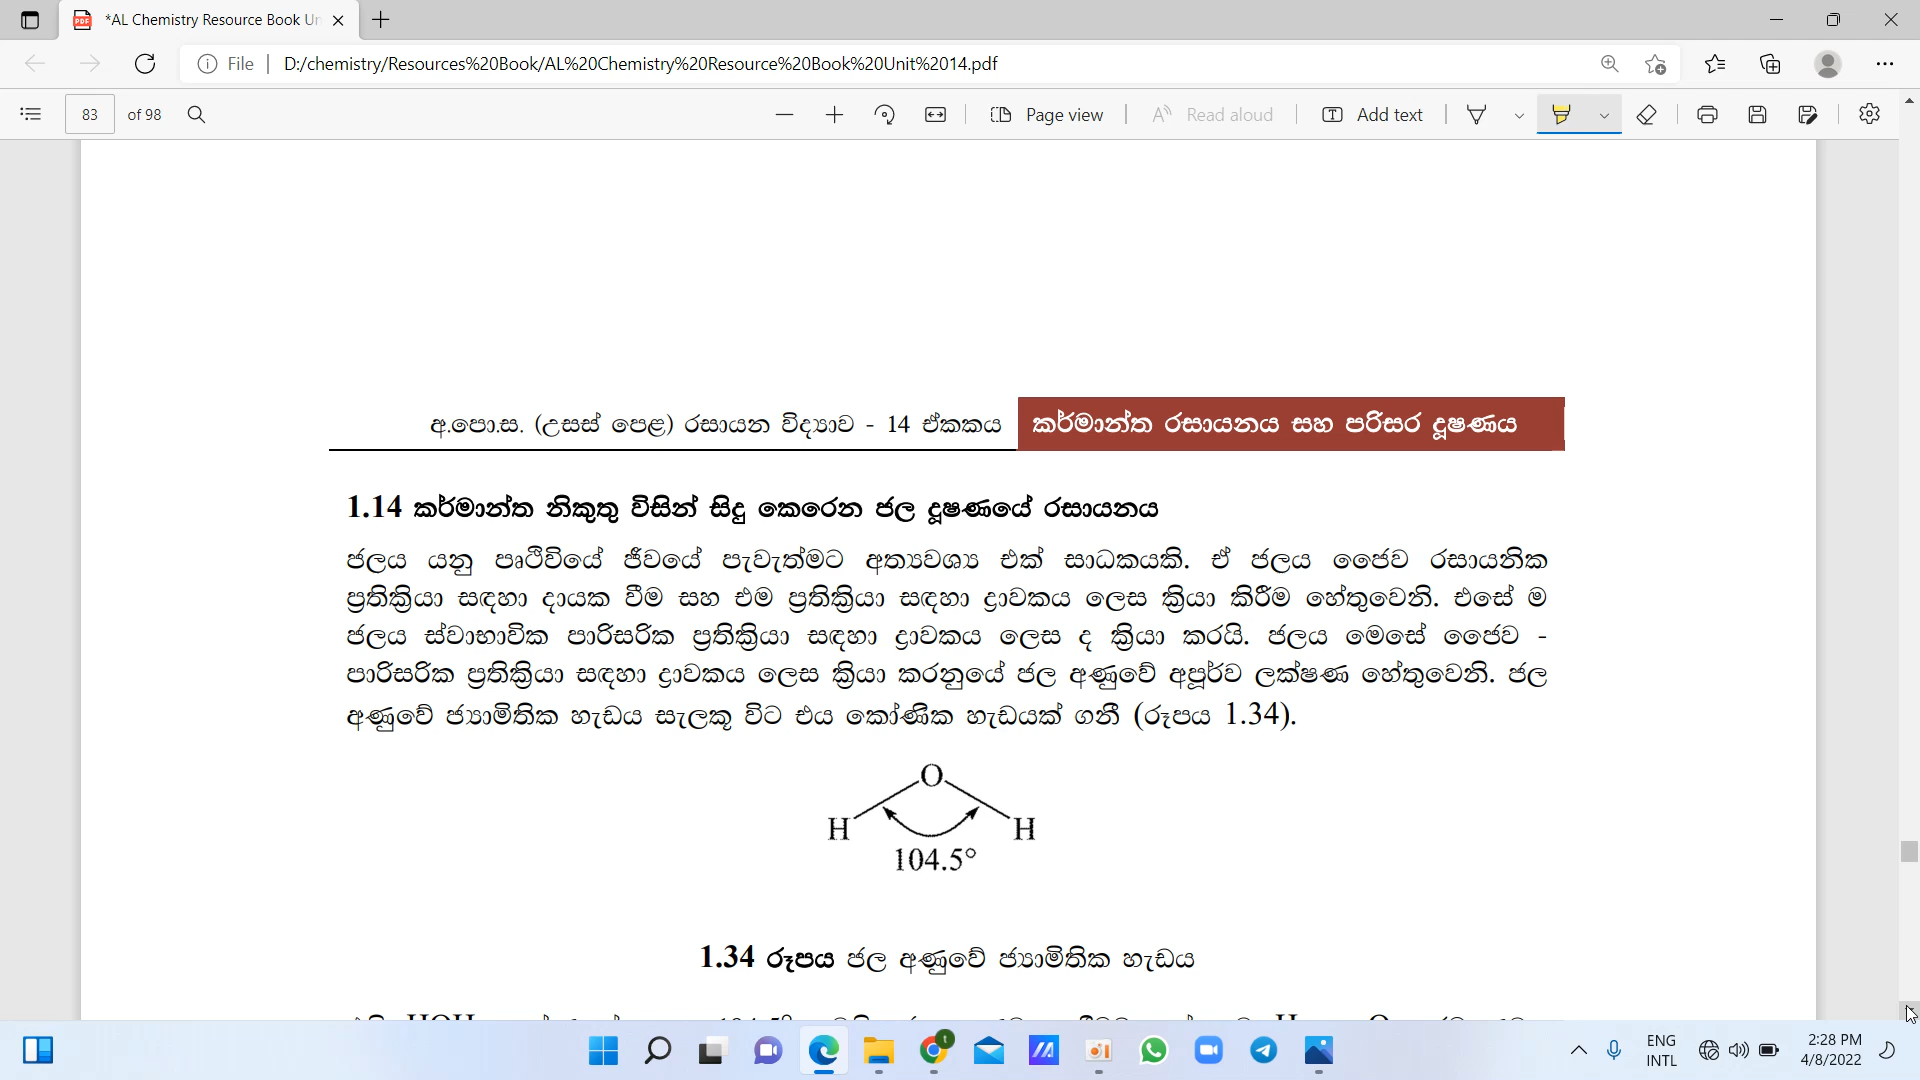 *AL Chemistry Resource Book Un
File
D:/chemistry/Resources%20Book/AL%20Chemistry%20Resource%20Book%20Unit%2014.pdf
83 of 98
Page view
Read aloud
Add text
අ.පො.ස. (උසස් පෙළ) රසායන විද්‍යාව - 14 ඒකකය කර්මාන්ත රසායනය සහ පරිසර දූෂණය
1.14 කර්මාන්ත නිකුතු විසින් සිදු කෙරෙන ජල දූෂණයේ රසායනය
ජලය යනු පෘථිවියේ ජීවයේ පැවැත්මට අත්‍යවශ්‍ය එක් සාධකයකි. ඒ ජලය ජෛව රසායනික
ප්‍රතික්‍රියා සඳහා දායක වීම සහ එම ප්‍රතික්‍රියා සඳහා ද්‍රාවකය ලෙස ක්‍රියා කිරීම හේතුවෙනි. එසේ ම
ජලය ස්වාභාවික පාරිසරික ප්‍රතික්‍රියා සඳහා ද්‍රාවකය ලෙස ද ක්‍රියා කරයි. ජලය මෙසේ ජෛව -
පාරිසරික ප්‍රතික්‍රියා සඳහා ද්‍රාවකය ලෙස ක්‍රියා කරනුයේ ජල අණුවේ අපූර්ව ලක්ෂණ හේතුවෙනි. ජල
අණුවේ ජ්‍යාමිතික හැඩය සැලකූ විට එය කෝණික හැඩයක් ගනී (රූපය 1.34).
O
H H
104.5°
1.34 රූපය ජල අණුවේ ජ්‍යාමිතික හැඩය
ENG
INTL
2:28 PM
4/8/2022